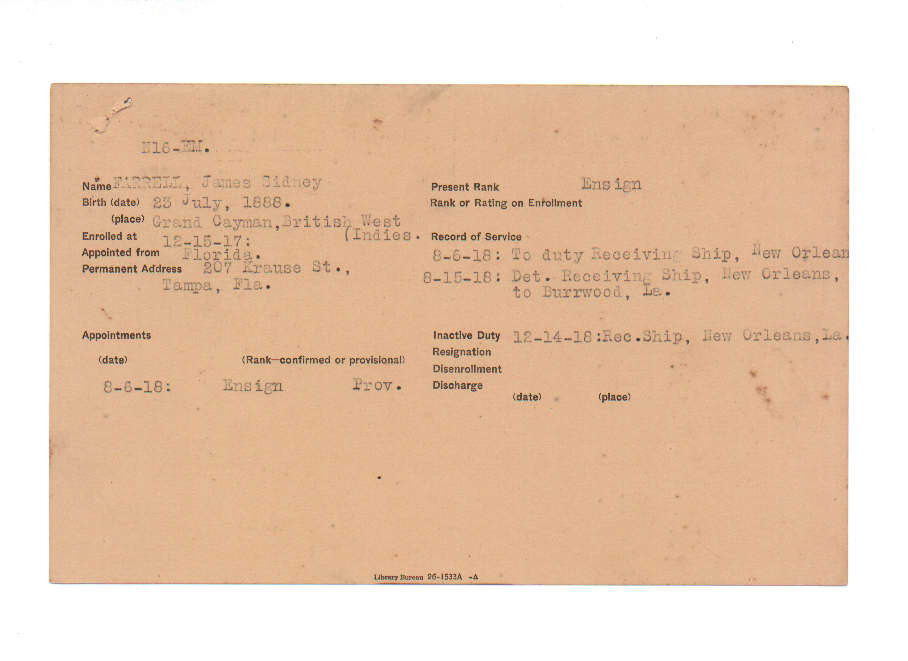 N16-EM.
Name FARRELL, James Sidney
Birth (date) 23 July, 1888.
(place) Grand Cayman,British West
(Indies.
Enrolled at 12-15-17:
Appointed from Florida.
Permanent Address 207 Krause St.,
Tampa, Fla.
Appointments
(date) (Rank—confirmed or provisional)
8-6-18: Ensign Prov.
Present Rank Ensign
Rank or Rating on Enrollment
Record of Service
8-6-18: To duty Receiving Ship, New Orlean
8-15-18: Det. Receiving Ship, New Orleans,
to Burrwood, La.
Inactive Duty 12-14-18:Rec.Ship, New Orleans,La.
Resignation
Disenrollment
Discharge
(date) (place)
Library Bureau 26-1533A -A